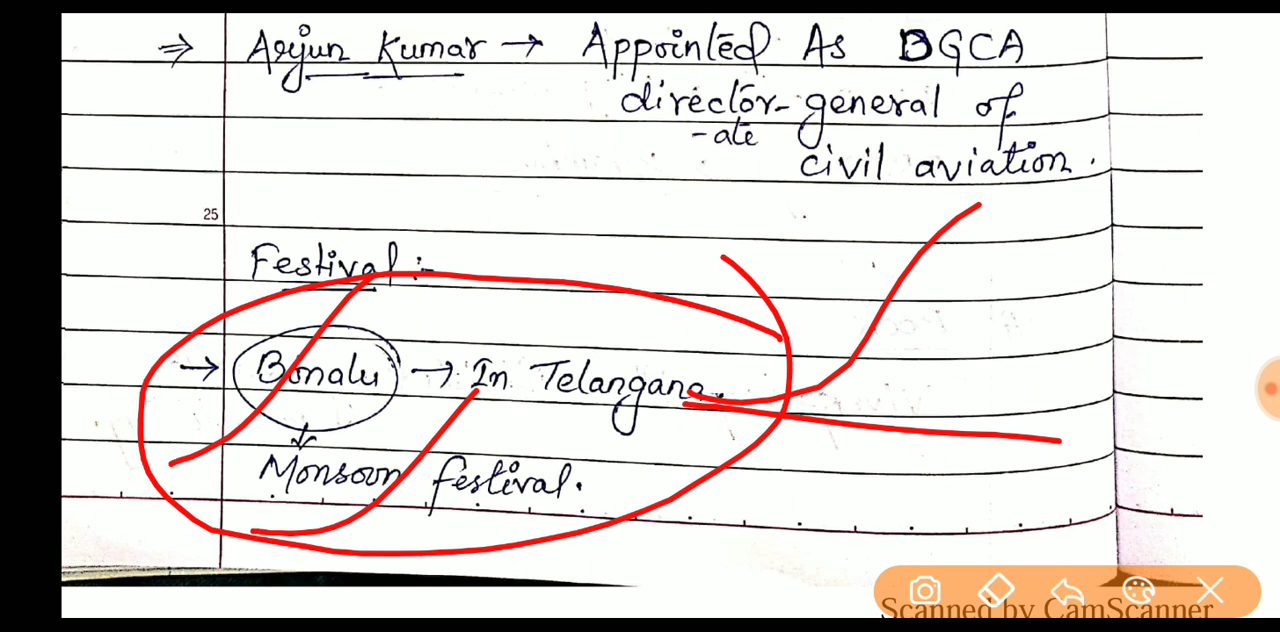 ⇒ Arjun Kumar → Appointed As DGCA
director-general of
-ate
civil aviation.
25
Festival :-
→ Bonalu → In Telangana.
Monsoon festival.
Scanned by CamScanner